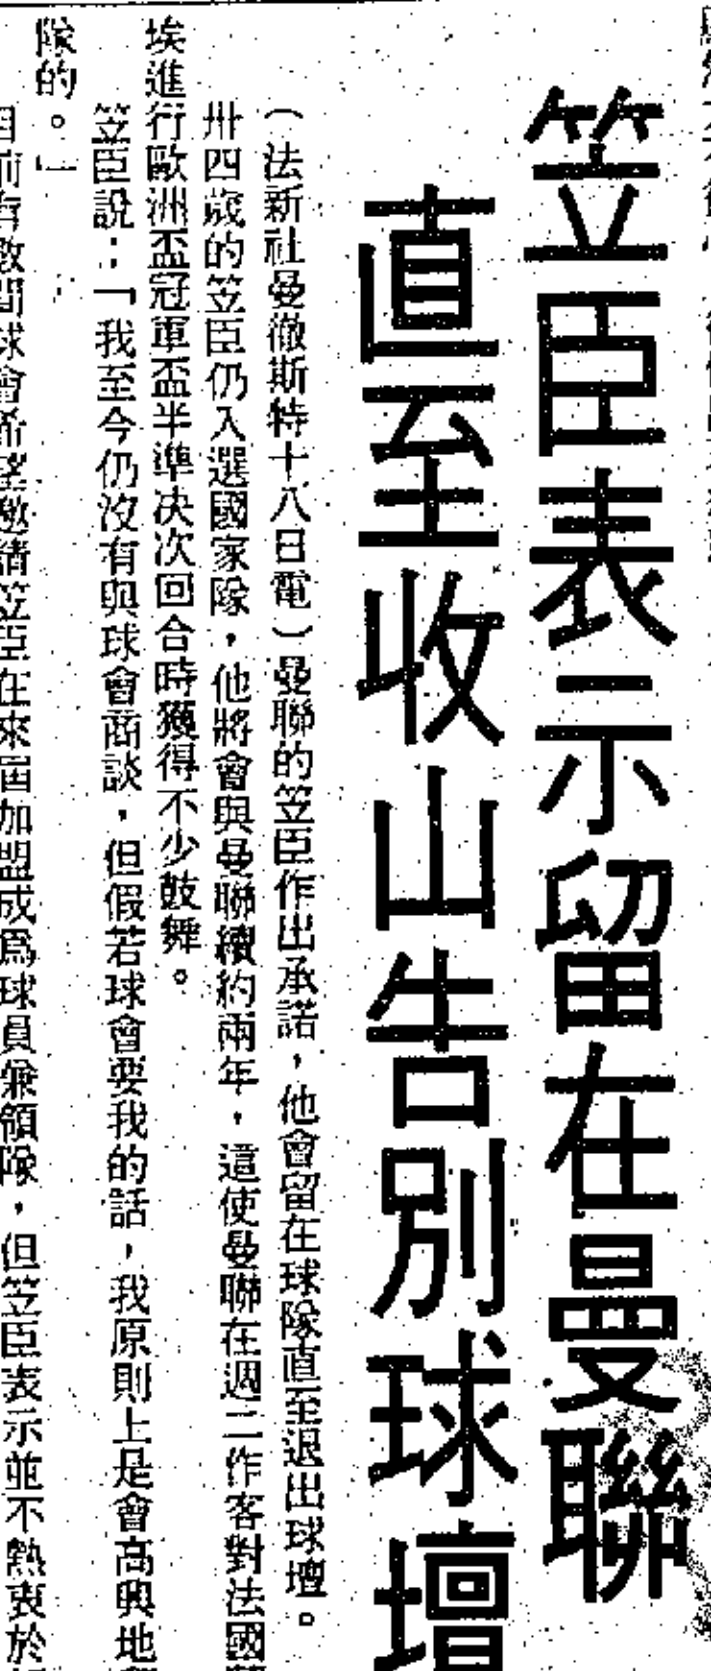 笠臣表示留在曼聯
直至收山告別球壇
（法新社曼徹斯特十八日電）曼聯的笠臣作出承諾，他會留在球隊直至退出球壇。
卅四歲的笠臣仍入選國家隊，他將會與曼聯續約兩年，這使曼聯在週二作客對法國
埃進行歐洲盃冠軍盃半準決次回合時獲得不少鼓舞。
笠臣說：「我至今仍沒有與球會商談，但假若球會要我的話，我原則上是會高興地
隊的。」
目前有數間球會希望邀請笠臣在來屆加盟成爲球員兼領隊，但笠臣表示並不熱衷於